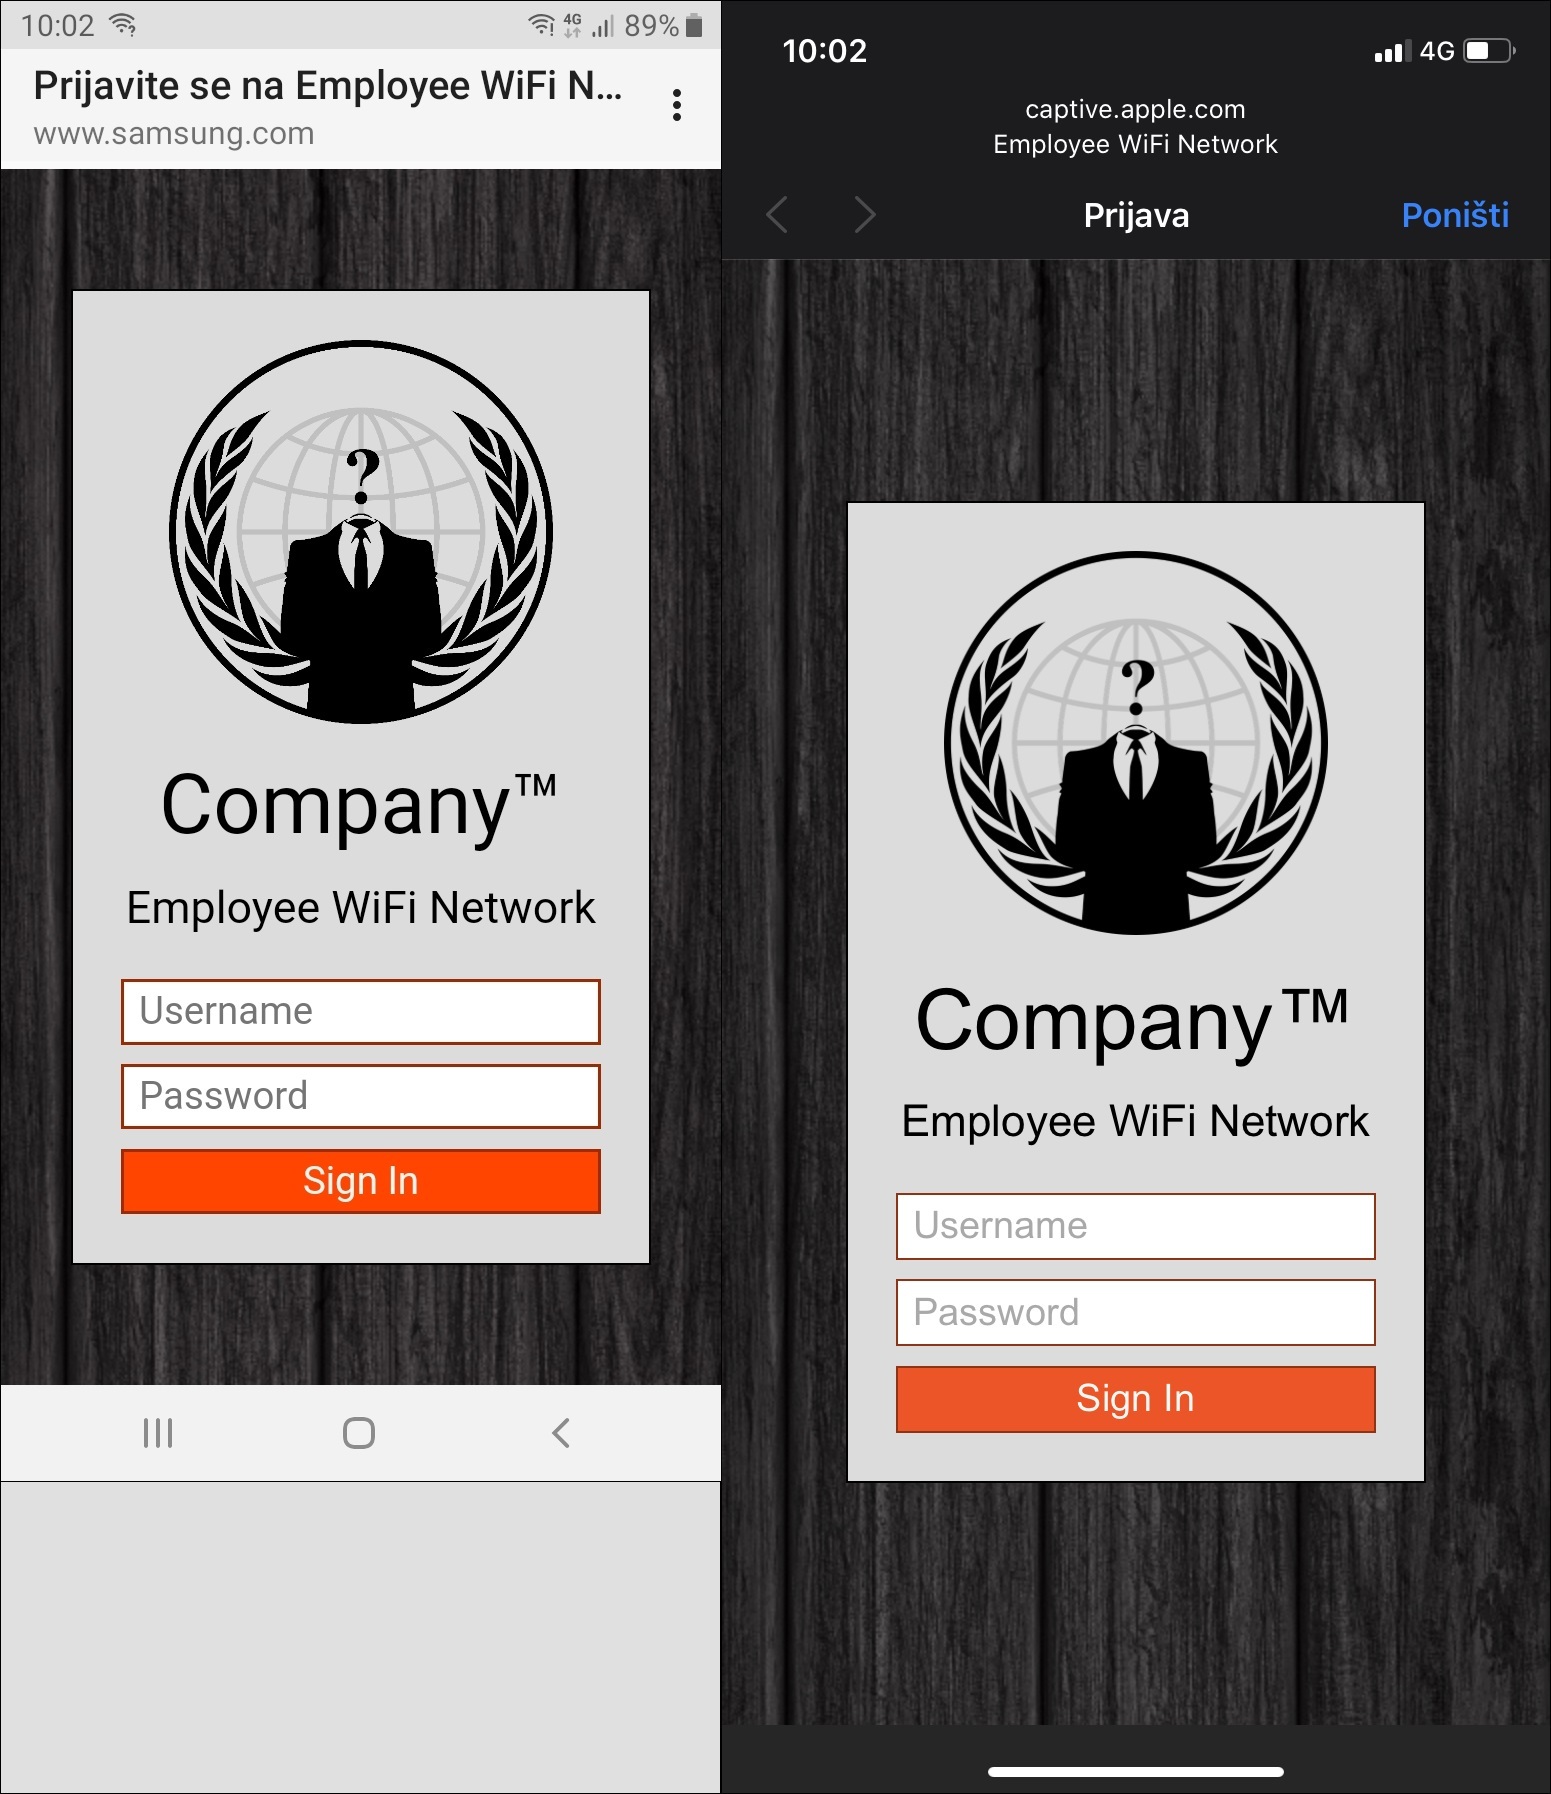 10:02
4G
89%
Prijavite se na Employee WiFi N...
www.samsung.com
?
Company™
Employee WiFi Network
Username
Password
Sign In
10:02
4G
captive.apple.com
Employee WiFi Network
Prijava
Poništi
?
Company™
Employee WiFi Network
Username
Password
Sign In